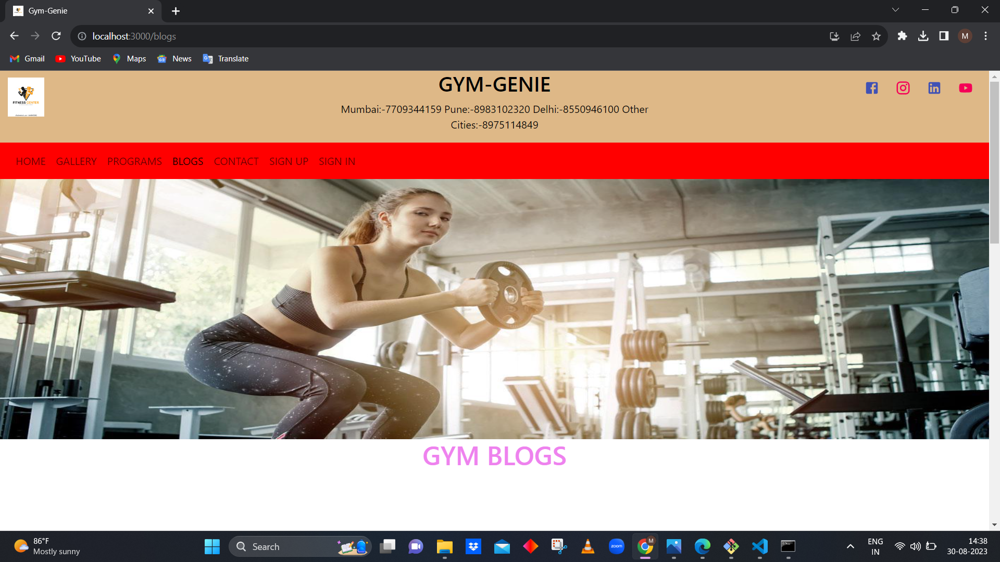 Gym-Genie
localhost:3000/blogs
M
Gmail YouTube Maps News Translate
FITNESS CENTER
GYM-GENIE
Mumbai:-7709344159 Pune:-8983102320 Delhi:-8550946100 Other
Cities:-8975114849
HOME GALLERY PROGRAMS BLOGS CONTACT SIGN UP SIGN IN
GYM BLOGS
86°F
Mostly sunny
Search
zoom
M
ENG
IN
14:38
30-08-2023